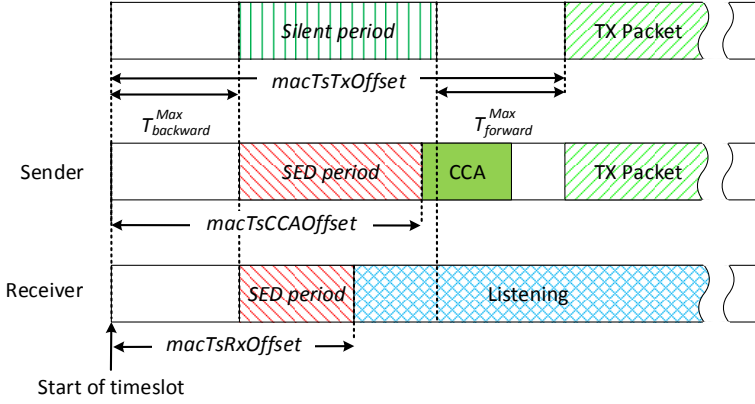 Silent period
TX Packet
macTsTxOffset
T Max backward
T Max forward
Sender
SED period
CCA
TX Packet
macTsCCAOffset
Receiver
SED period
Listening
macTsRxOffset
Start of timeslot